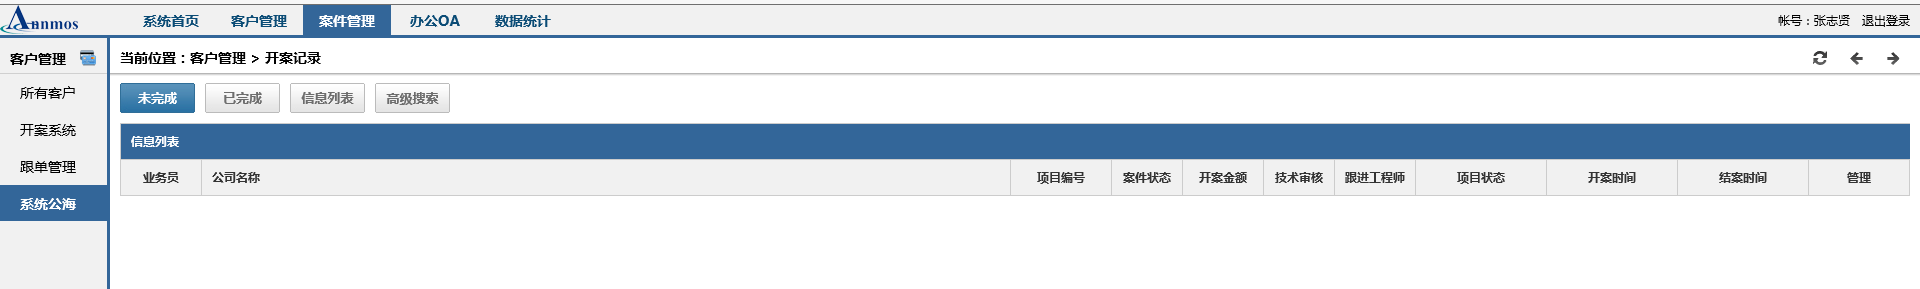 Aanmos 系统首页 客户管理 案件管理 办公OA 数据统计 帐号：张志贤 退出登录
客户管理 当前位置：客户管理 > 开案记录
所有客户 未完成 已完成 信息列表 高级搜索
开案系统 信息列表
跟单管理 业务员 公司名称 项目编号 案件状态 开案金额 技术审核 跟进工程师 项目状态 开案时间 结案时间 管理
系统公海